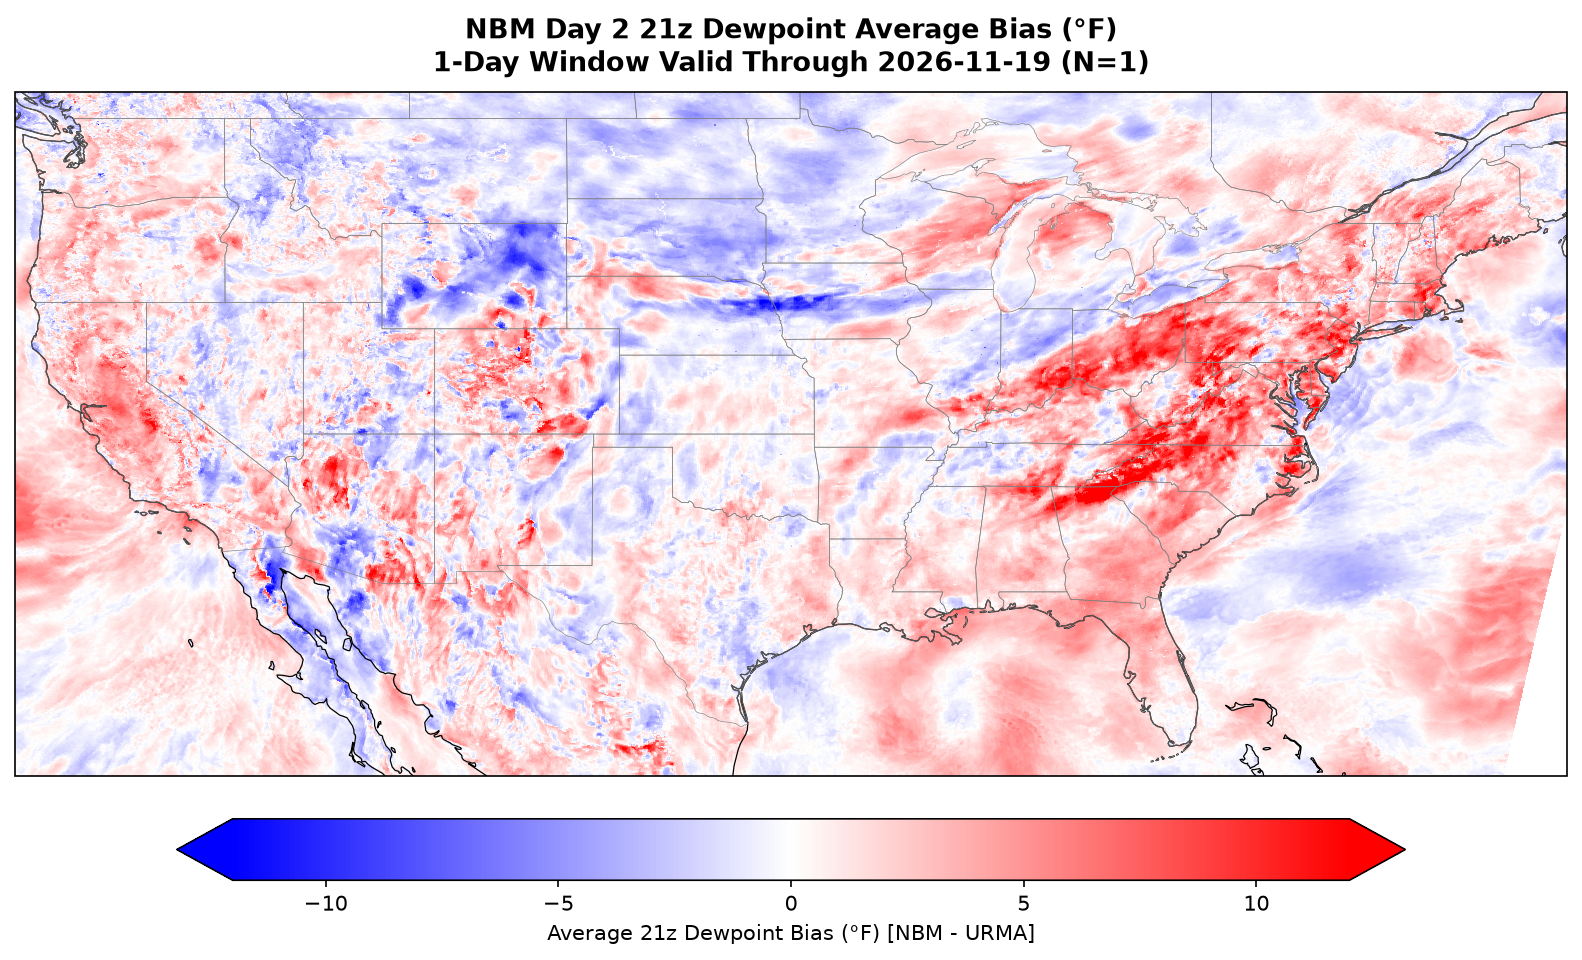 NBM Day 2 21z Dewpoint Average Bias (°F)
1-Day Window Valid Through 2026-11-19 (N=1)
−10 −5 0 5 10
Average 21z Dewpoint Bias (°F) [NBM - URMA]